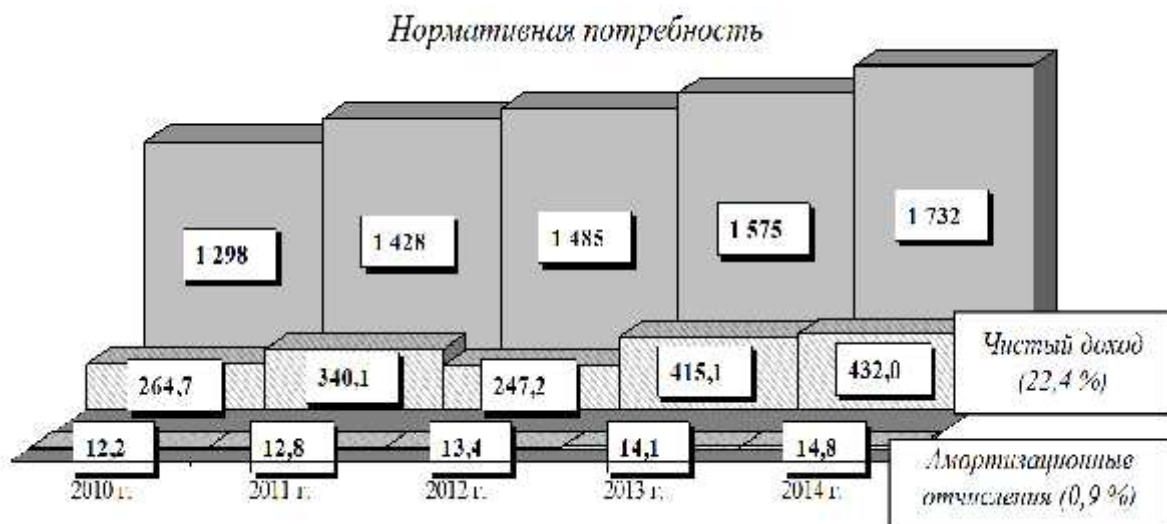 Нормативная потребность
1 298
1 428
1 485
1 575
1 732
264,7
340,1
247,2
415,1
432,0
Чистый доход
(22,4 %)
12,2
12,8
13,4
14,1
14,8
Амортизационные
отчисления (0,9 %)
2010 г.
2011 г.
2012 г.
2013 г.
2014 г.